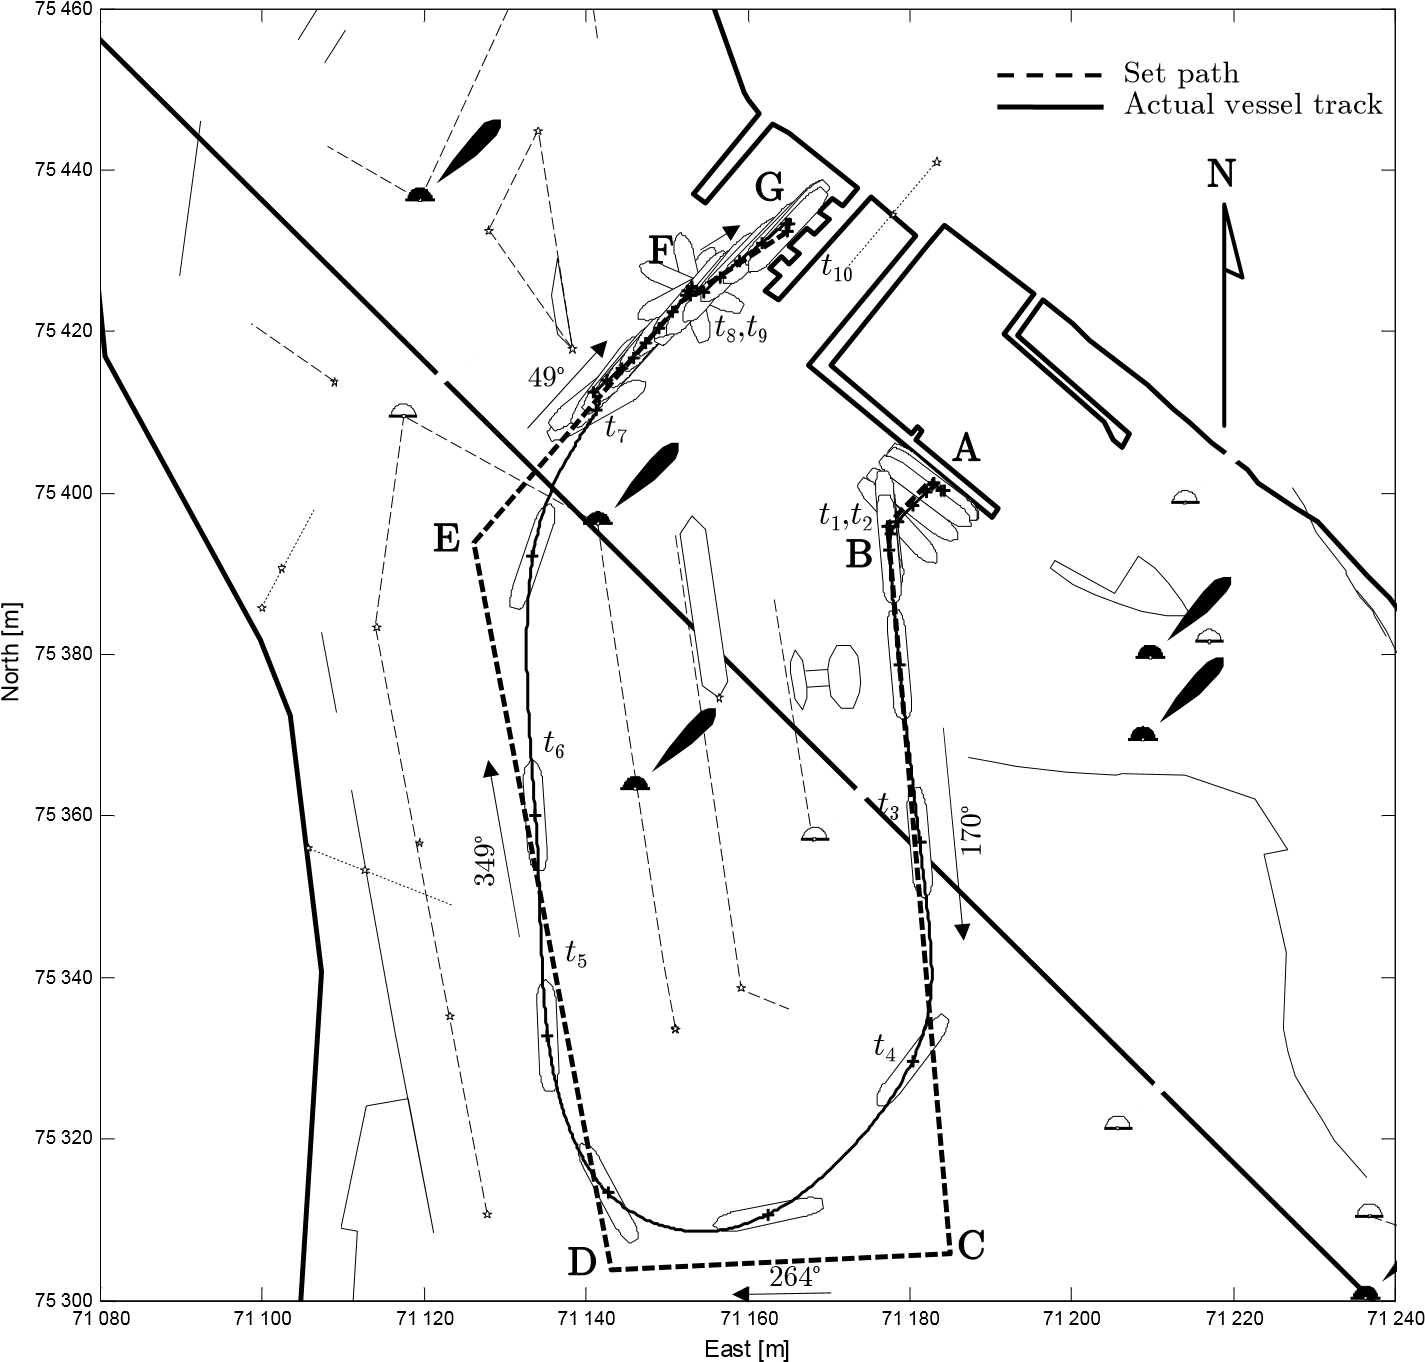 75 460
Set path
Actual vessel track
75 440
N
G
F
t10
75 420
t8,t9
49°
t7
A
75 400
t1,t2
E
B
75 380
North [m]
t6
75 360
t3
170°
349°
75 340
t5
t4
75 320
C
D
264°
75 300
71 080
71 100
71 120
71 140
71 160
71 180
71 200
71 220
71 240
East [m]